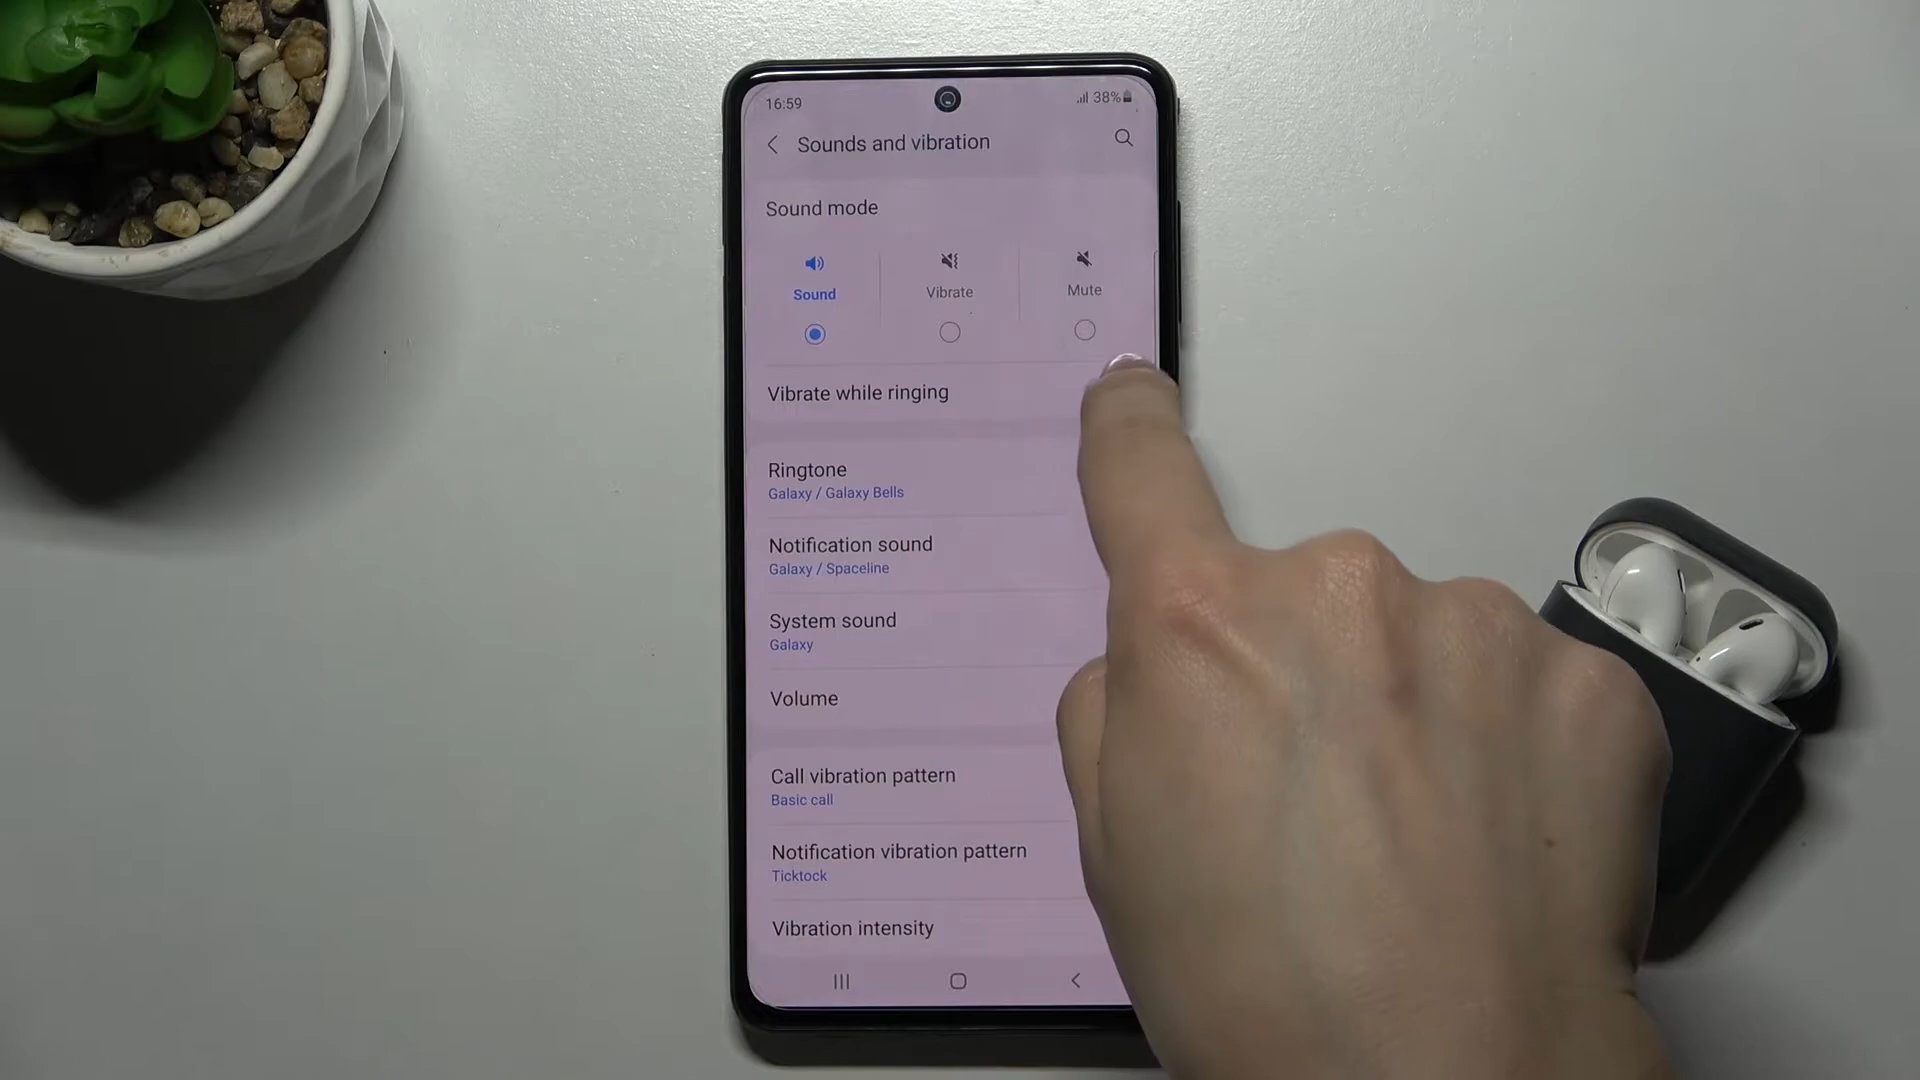 16:59
38%
Sounds and vibration
Sound mode
Sound
Vibrate
Mute
Vibrate while ringing
Ringtone
Galaxy / Galaxy Bells
Notification sound
Galaxy / Spaceline
System sound
Galaxy
Volume
Call vibration pattern
Basic call
Notification vibration pattern
Ticktock
Vibration intensity